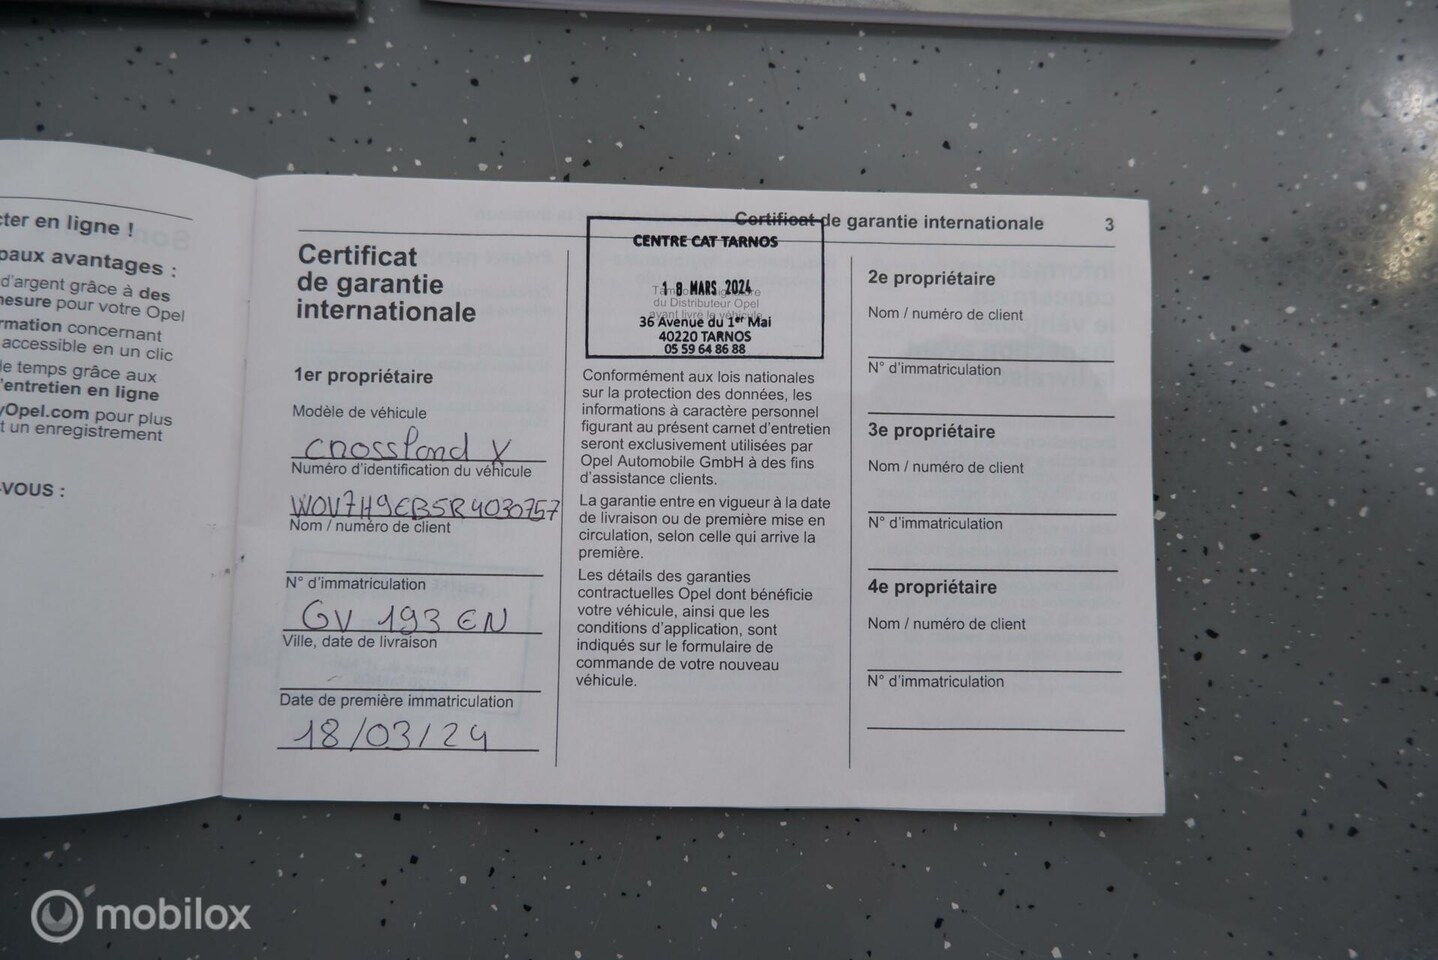 cter en ligne !
paux avantages :
d'argent grâce à des
mesure pour votre Opel
rmation concernant
accessible en un clic
de temps grâce aux
'entretien en ligne
yOpel.com pour plus
t un enregistrement
-VOUS :
Certificat de garantie internationale 3
Certificat
de garantie
internationale
1er propriétaire
Modèle de véhicule
Crossland X
Numéro d'identification du véhicule
W0V7H9EB5R4030757
Nom / numéro de client
N° d'immatriculation
GV 193 EN
Ville, date de livraison
Date de première immatriculation
18/03/24
CENTRE CAT TARNOS
18 MARS 2024
du Distributeur Opel
avant livré le véhicule
36 Avenue du 1er Mai
40220 TARNOS
05 59 64 86 88
Conformément aux lois nationales
sur la protection des données, les
informations à caractère personnel
figurant au présent carnet d'entretien
seront exclusivement utilisées par
Opel Automobile GmbH à des fins
d'assistance clients.
La garantie entre en vigueur à la date
de livraison ou de première mise en
circulation, selon celle qui arrive la
première.
Les détails des garanties
contractuelles Opel dont bénéficie
votre véhicule, ainsi que les
conditions d'application, sont
indiqués sur le formulaire de
commande de votre nouveau
véhicule.
2e propriétaire
Nom / numéro de client
N° d'immatriculation
3e propriétaire
Nom / numéro de client
N° d'immatriculation
4e propriétaire
Nom / numéro de client
N° d'immatriculation
mobilox